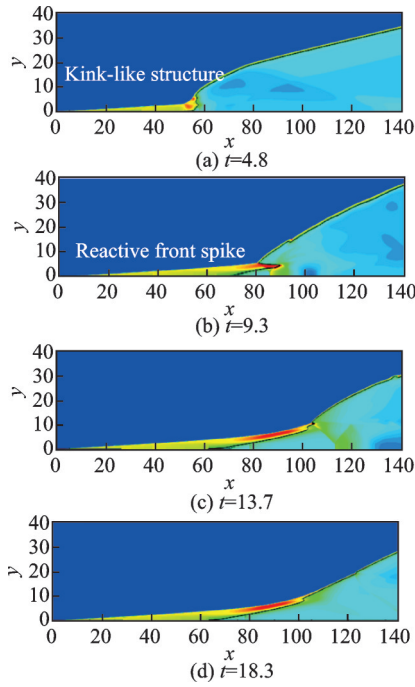 40
30
20
10
0
y
Kink-like structure
0 20 40 60 80 100 120 140
x
(a) t=4.8
40
30
20
10
0
y
Reactive front spike
0 20 40 60 80 100 120 140
x
(b) t=9.3
40
30
20
10
0
y
0 20 40 60 80 100 120 140
x
(c) t=13.7
40
30
20
10
0
y
0 20 40 60 80 100 120 140
x
(d) t=18.3